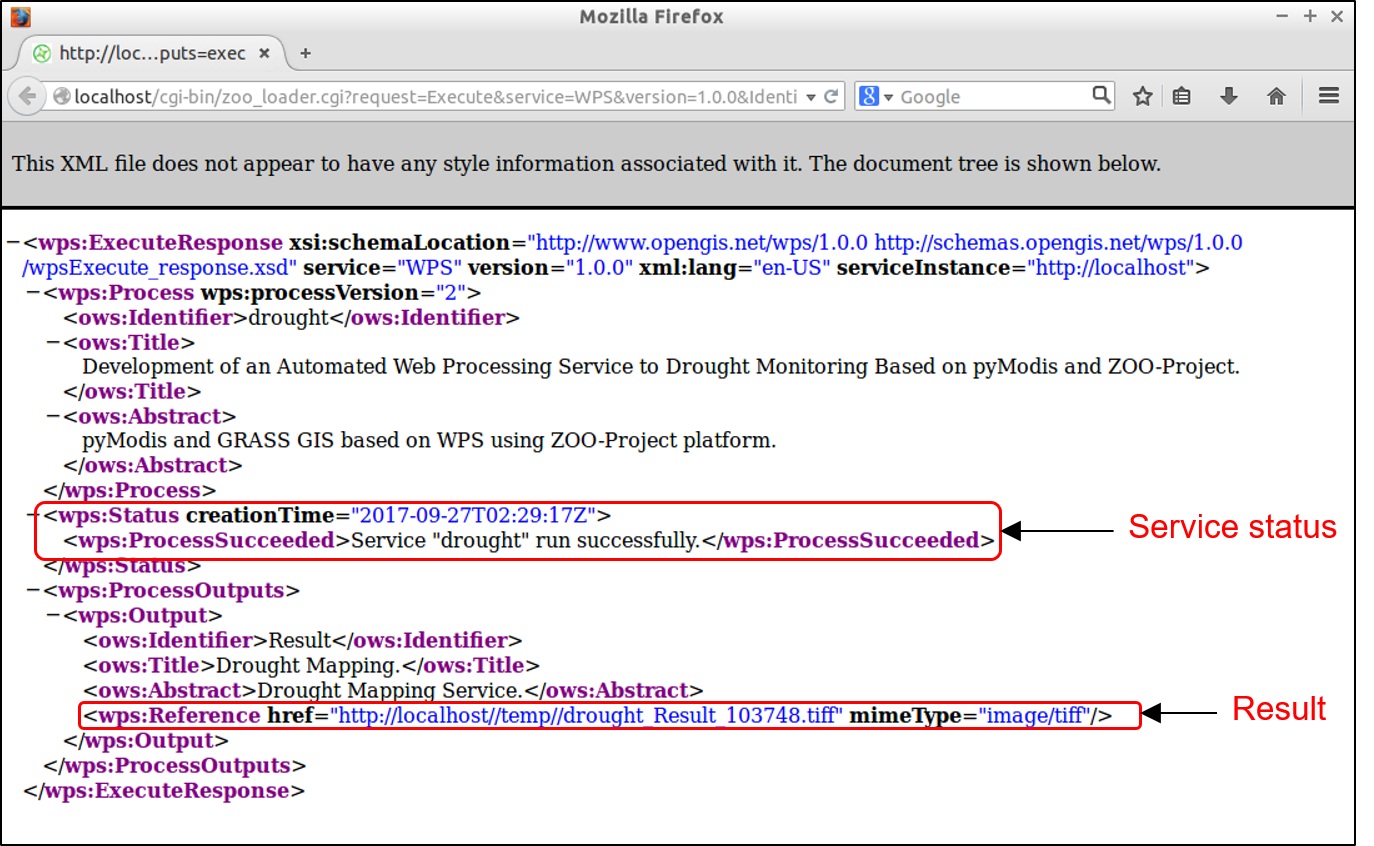 Mozilla Firefox
http://loc...puts=exec
localhost/cgi-bin/zoo_loader.cgi?request=Execute&service=WPS&version=1.0.0&Identi
Google
This XML file does not appear to have any style information associated with it. The document tree is shown below.
−<wps:ExecuteResponse xsi:schemaLocation="http://www.opengis.net/wps/1.0.0 http://schemas.opengis.net/wps/1.0.0
/wpsExecute_response.xsd" service="WPS" version="1.0.0" xml:lang="en-US" serviceInstance="http://localhost">
−<wps:Process wps:processVersion="2">
<ows:Identifier>drought</ows:Identifier>
−<ows:Title>
Development of an Automated Web Processing Service to Drought Monitoring Based on pyModis and ZOO-Project.
</ows:Title>
−<ows:Abstract>
pyModis and GRASS GIS based on WPS using ZOO-Project platform.
</ows:Abstract>
</wps:Process>
−<wps:Status creationTime="2017-09-27T02:29:17Z">
<wps:ProcessSucceeded>Service "drought" run successfully.</wps:ProcessSucceeded>
Service status
</wps:Status>
−<wps:ProcessOutputs>
−<wps:Output>
<ows:Identifier>Result</ows:Identifier>
<ows:Title>Drought Mapping.</ows:Title>
<ows:Abstract>Drought Mapping Service.</ows:Abstract>
<wps:Reference href="http://localhost//temp//drought_Result_103748.tiff" mimeType="image/tiff"/>
Result
</wps:Output>
</wps:ProcessOutputs>
</wps:ExecuteResponse>